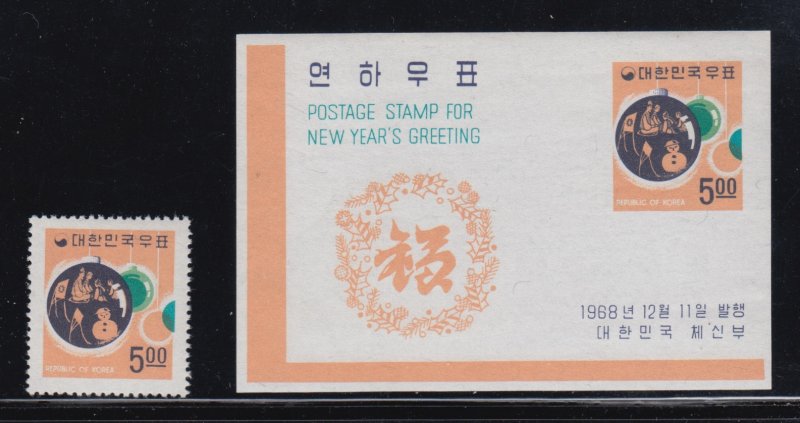 대한민국우표
5.00
REPUBLIC OF KOREA
연하우표
POSTAGE STAMP FOR
NEW YEAR'S GREETING
福
대한민국우표
5.00
REPUBLIC OF KOREA
1968년 12월 11일 발행
대한민국 체신부